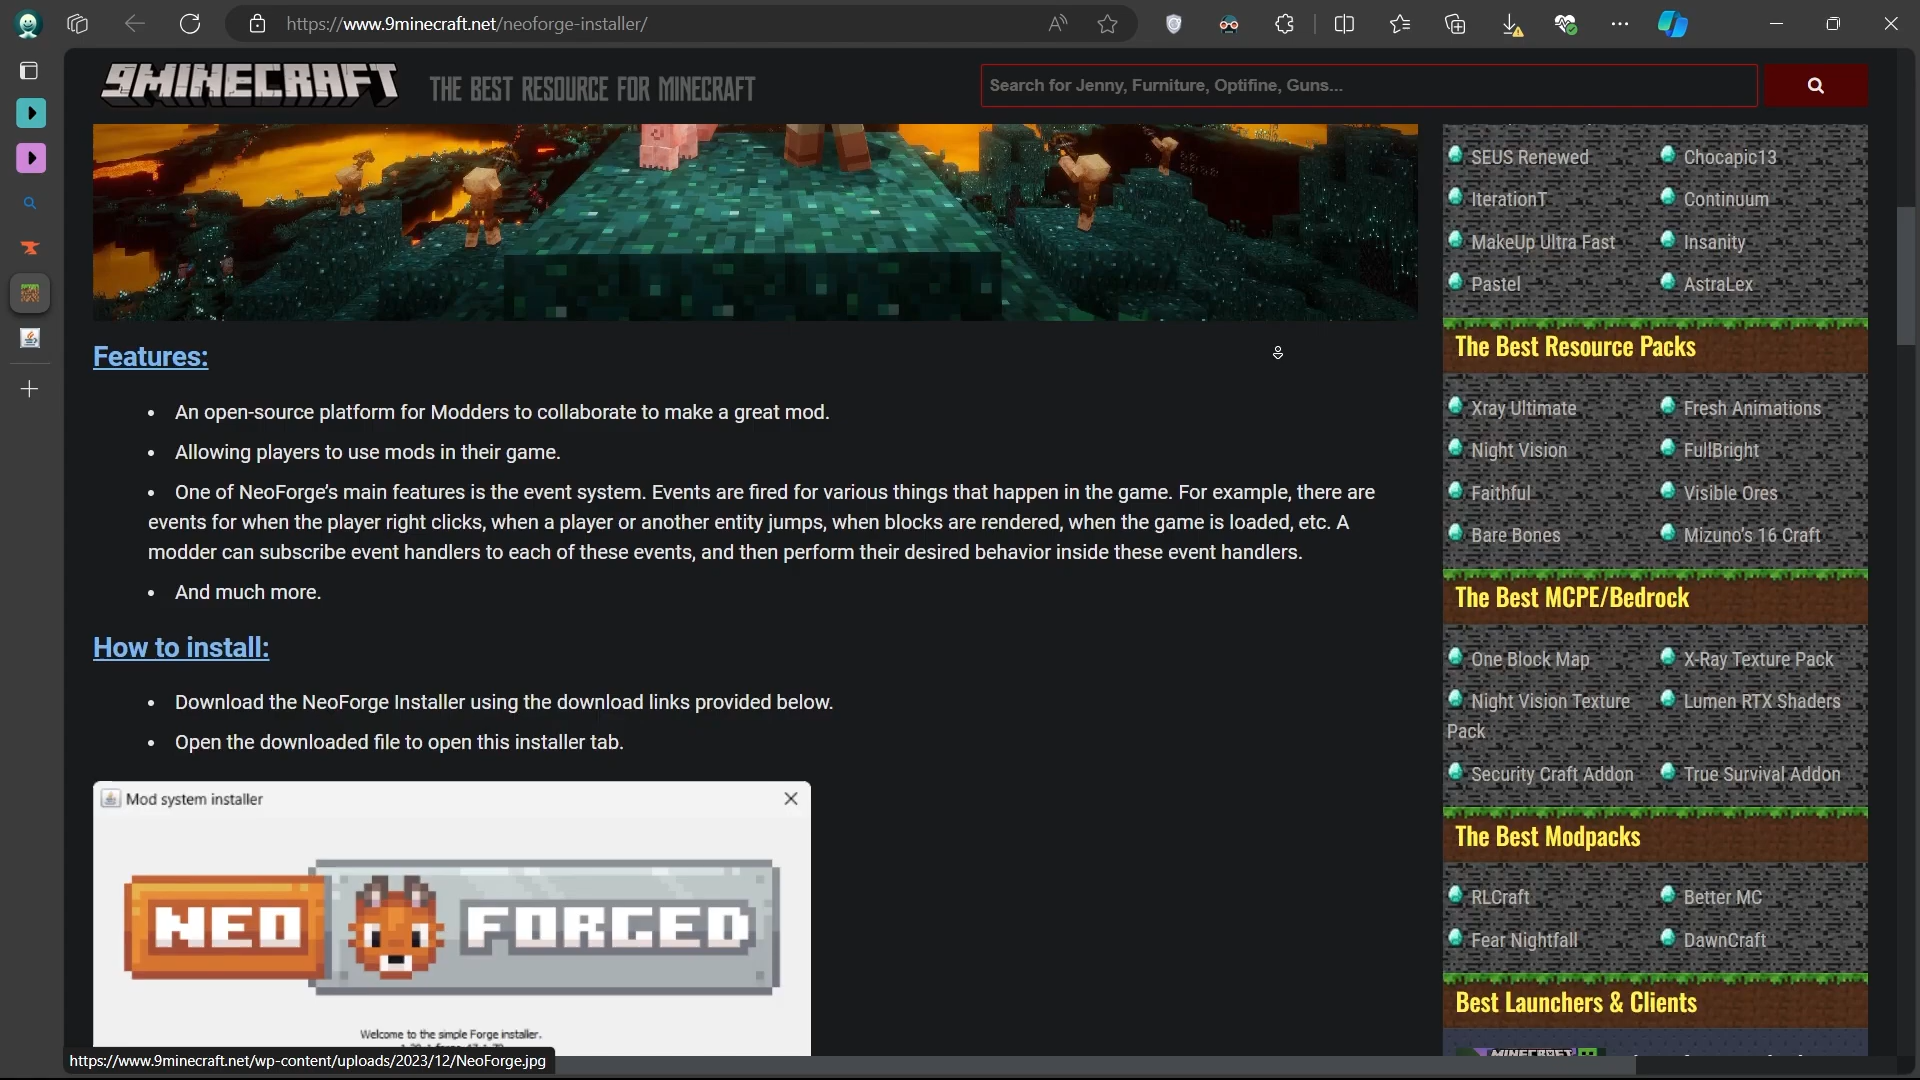 https://www.9minecraft.net/neoforge-installer/
9MINECRAFT
THE BEST RESOURCE FOR MINECRAFT
Search for Jenny, Furniture, Optifine, Guns...
SEUS Renewed
Chocapic13
IterationT
Continuum
MakeUp Ultra Fast
Insanity
Pastel
AstraLex
The Best Resource Packs
Xray Ultimate
Fresh Animations
Night Vision
FullBright
Faithful
Visible Ores
Bare Bones
Mizuno's 16 Craft
The Best MCPE/Bedrock
One Block Map
X-Ray Texture Pack
Night Vision Texture
Pack
Lumen RTX Shaders
Security Craft Addon
True Survival Addon
The Best Modpacks
RLCraft
Better MC
Fear Nightfall
DawnCraft
Best Launchers & Clients
MINECRAFT
Features:
An open-source platform for Modders to collaborate to make a great mod.
Allowing players to use mods in their game.
One of NeoForge’s main features is the event system. Events are fired for various things that happen in the game. For example, there are
events for when the player right clicks, when a player or another entity jumps, when blocks are rendered, when the game is loaded, etc. A
modder can subscribe event handlers to each of these events, and then perform their desired behavior inside these event handlers.
And much more.
How to install:
Download the NeoForge Installer using the download links provided below.
Open the downloaded file to open this installer tab.
Mod system installer
NEO FORGED
Welcome to the simple Forge installer.
https://www.9minecraft.net/wp-content/uploads/2023/12/NeoForge.jpg